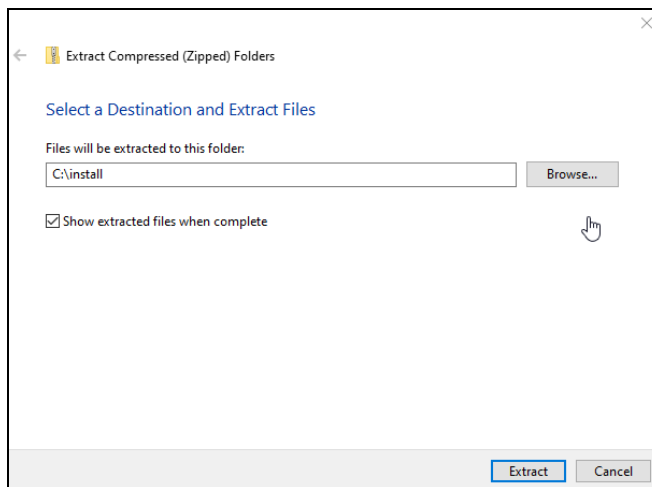 Extract Compressed (Zipped) Folders
Select a Destination and Extract Files
Files will be extracted to this folder:
C:\install
Browse...
Show extracted files when complete
Extract
Cancel